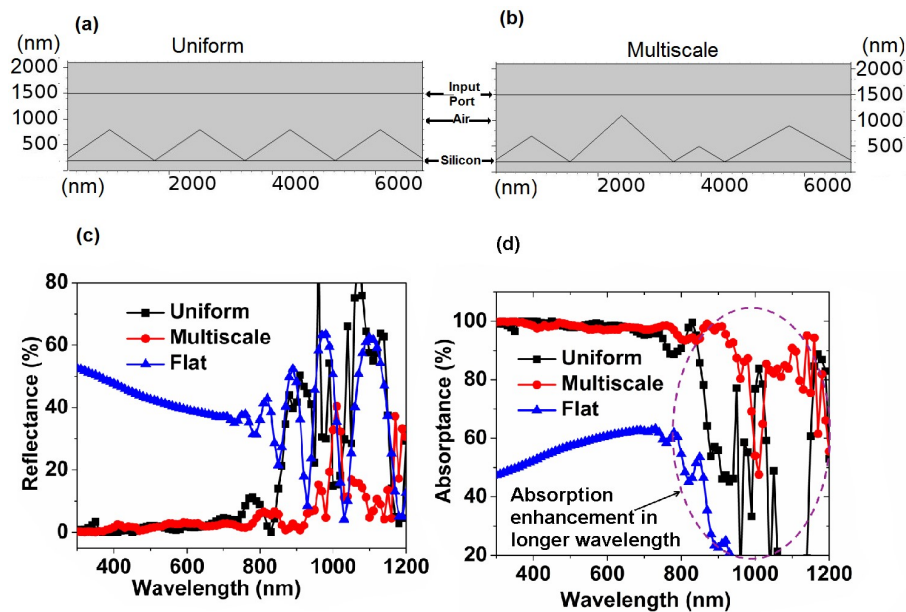 (a)
Uniform
(nm)
2000
1500
1000
500
(nm)
2000
4000
6000
Input
Port
Air
Silicon
(b)
Multiscale
(nm)
2000
1500
1000
500
(nm)
2000
4000
6000
(c)
Reflectance (%)
80
60
40
20
0
Uniform
Multiscale
Flat
400
600
800
1000
1200
Wavelength (nm)
(d)
Absorptance (%)
100
80
60
40
20
Uniform
Multiscale
Flat
Absorption
enhancement in
longer wavelength
400
600
800
1000
1200
Wavelength (nm)